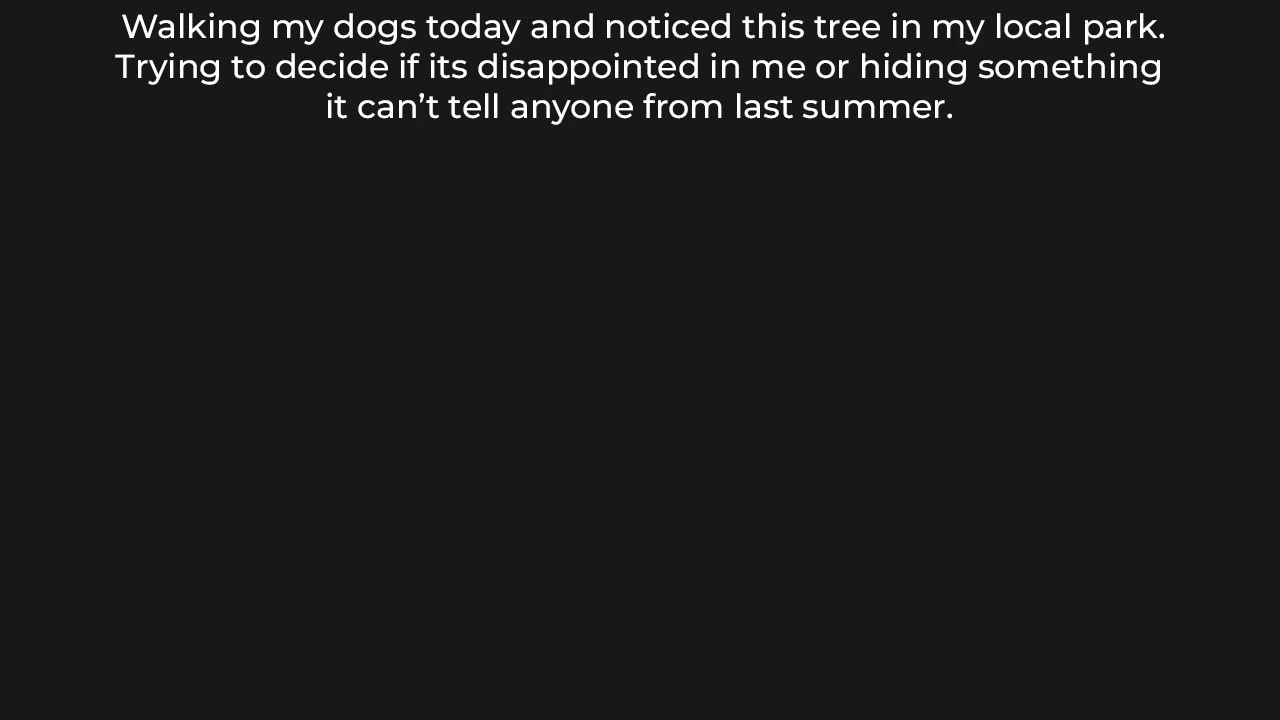 Walking my dogs today and noticed this tree in my local park.
Trying to decide if its disappointed in me or hiding something
it can’t tell anyone from last summer.